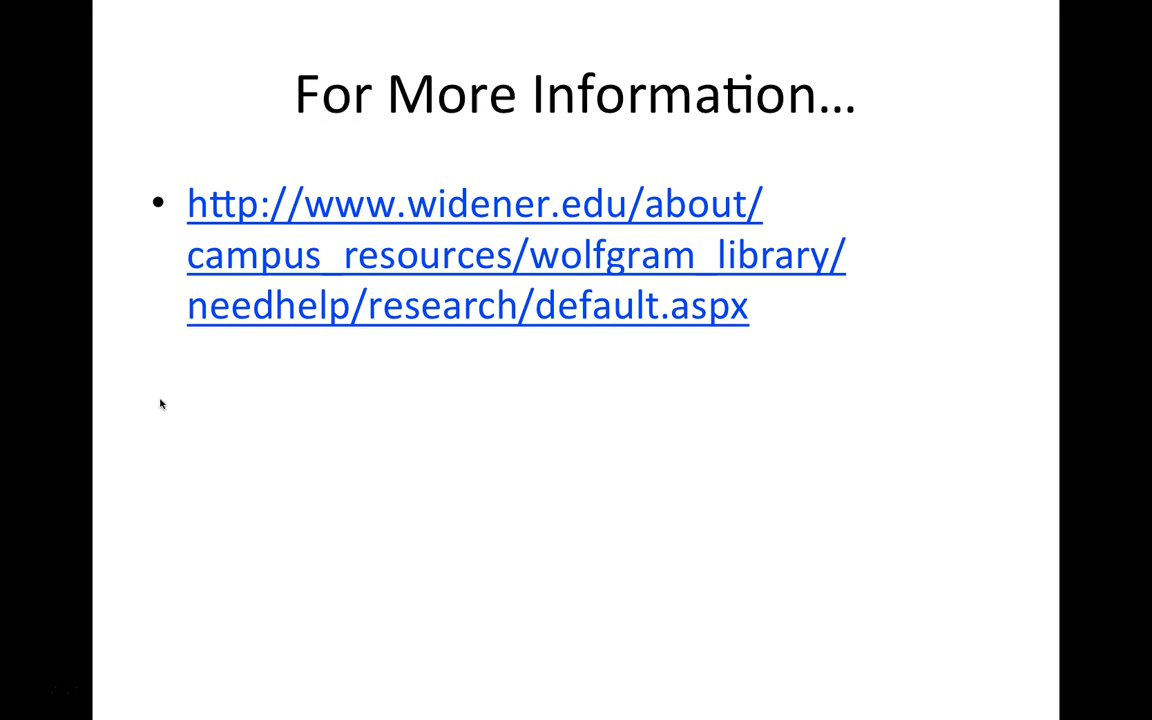 For More Information...
• http://www.widener.edu/about/
campus_resources/wolfgram_library/
needhelp/research/default.aspx